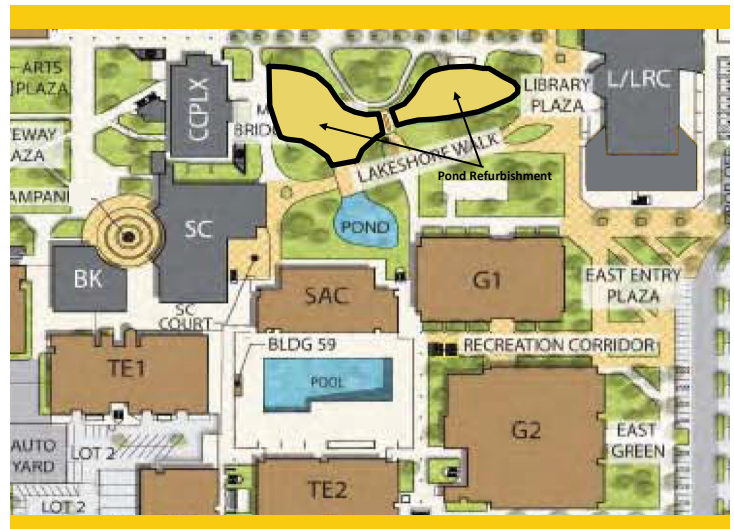 ARTS
PLAZA
CCPLX
LIBRARY
PLAZA
L/LRC
BRIDG
LAKESHORE WALK
Pond Refurbishment
AZA
AMPANI
SC
POND
BK
SC
COURT
SAC
G1
EAST ENTRY
PLAZA
BLDG 59
RECREATION CORRIDOR
TE1
POOL
G2
EAST
GREEN
AUTO
YARD
LOT 2
TE2
LOT 2